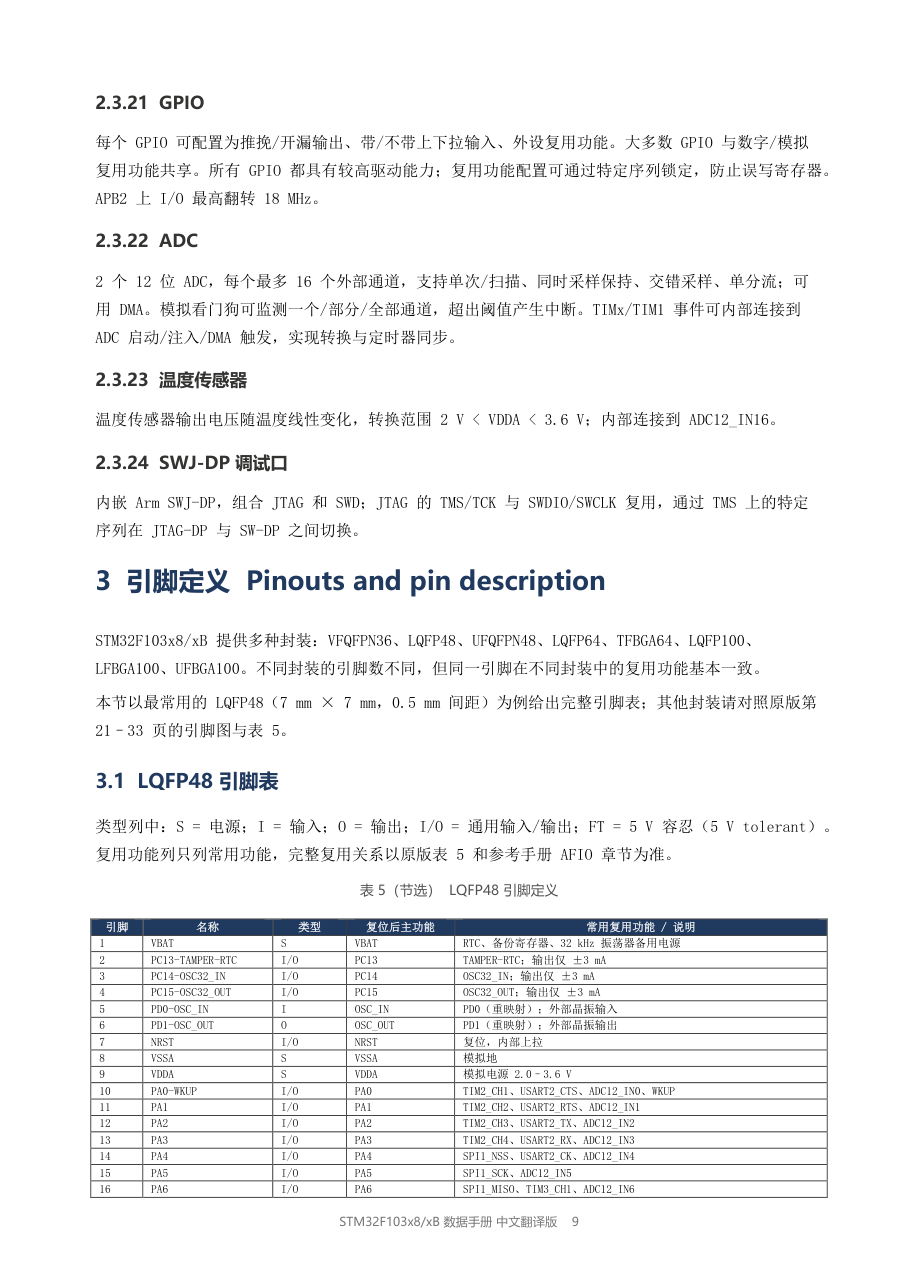 2.3.21 GPIO
每个 GPIO 可配置为推挽/开漏输出、带/不带上下拉输入、外设复用功能。大多数 GPIO 与数字/模拟
复用功能共享。所有 GPIO 都具有较高驱动能力；复用功能配置可通过特定序列锁定，防止误写寄存器。
APB2 上 I/O 最高翻转 18 MHz。
2.3.22 ADC
2 个 12 位 ADC，每个最多 16 个外部通道，支持单次/扫描、同时采样保持、交错采样、单分流；可
用 DMA。模拟看门狗可监测一个/部分/全部通道，超出阈值产生中断。TIMx/TIM1 事件可内部连接到
ADC 启动/注入/DMA 触发，实现转换与定时器同步。
2.3.23 温度传感器
温度传感器输出电压随温度线性变化，转换范围 2 V < VDDA < 3.6 V；内部连接到 ADC12_IN16。
2.3.24 SWJ-DP 调试口
内嵌 Arm SWJ-DP，组合 JTAG 和 SWD；JTAG 的 TMS/TCK 与 SWDIO/SWCLK 复用，通过 TMS 上的特定
序列在 JTAG-DP 与 SW-DP 之间切换。
3 引脚定义 Pinouts and pin description
STM32F103x8/xB 提供多种封装：VFQFPN36、LQFP48、UFQFPN48、LQFP64、TFBGA64、LQFP100、
LFBGA100、UFBGA100。不同封装的引脚数不同，但同一引脚在不同封装中的复用功能基本一致。
本节以最常用的 LQFP48（7 mm × 7 mm，0.5 mm 间距）为例给出完整引脚表；其他封装请对照原版第
21–33 页的引脚图与表 5。
3.1 LQFP48 引脚表
类型列中：S = 电源；I = 输入；O = 输出；I/O = 通用输入/输出；FT = 5 V 容忍（5 V tolerant）。
复用功能列只列常用功能，完整复用关系以原版表 5 和参考手册 AFIO 章节为准。
表 5（节选） LQFP48 引脚定义
引脚 名称 类型 复位后主功能 常用复用功能 / 说明
1 VBAT S VBAT RTC、备份寄存器、32 kHz 振荡器备用电源
2 PC13-TAMPER-RTC I/O PC13 TAMPER-RTC；输出仅 ±3 mA
3 PC14-OSC32_IN I/O PC14 OSC32_IN；输出仅 ±3 mA
4 PC15-OSC32_OUT I/O PC15 OSC32_OUT；输出仅 ±3 mA
5 PD0-OSC_IN I OSC_IN PD0（重映射）；外部晶振输入
6 PD1-OSC_OUT O OSC_OUT PD1（重映射）；外部晶振输出
7 NRST I/O NRST 复位，内部上拉
8 VSSA S VSSA 模拟地
9 VDDA S VDDA 模拟电源 2.0–3.6 V
10 PA0-WKUP I/O PA0 TIM2_CH1、USART2_CTS、ADC12_IN0、WKUP
11 PA1 I/O PA1 TIM2_CH2、USART2_RTS、ADC12_IN1
12 PA2 I/O PA2 TIM2_CH3、USART2_TX、ADC12_IN2
13 PA3 I/O PA3 TIM2_CH4、USART2_RX、ADC12_IN3
14 PA4 I/O PA4 SPI1_NSS、USART2_CK、ADC12_IN4
15 PA5 I/O PA5 SPI1_SCK、ADC12_IN5
16 PA6 I/O PA6 SPI1_MISO、TIM3_CH1、ADC12_IN6
STM32F103x8/xB 数据手册 中文翻译版 9